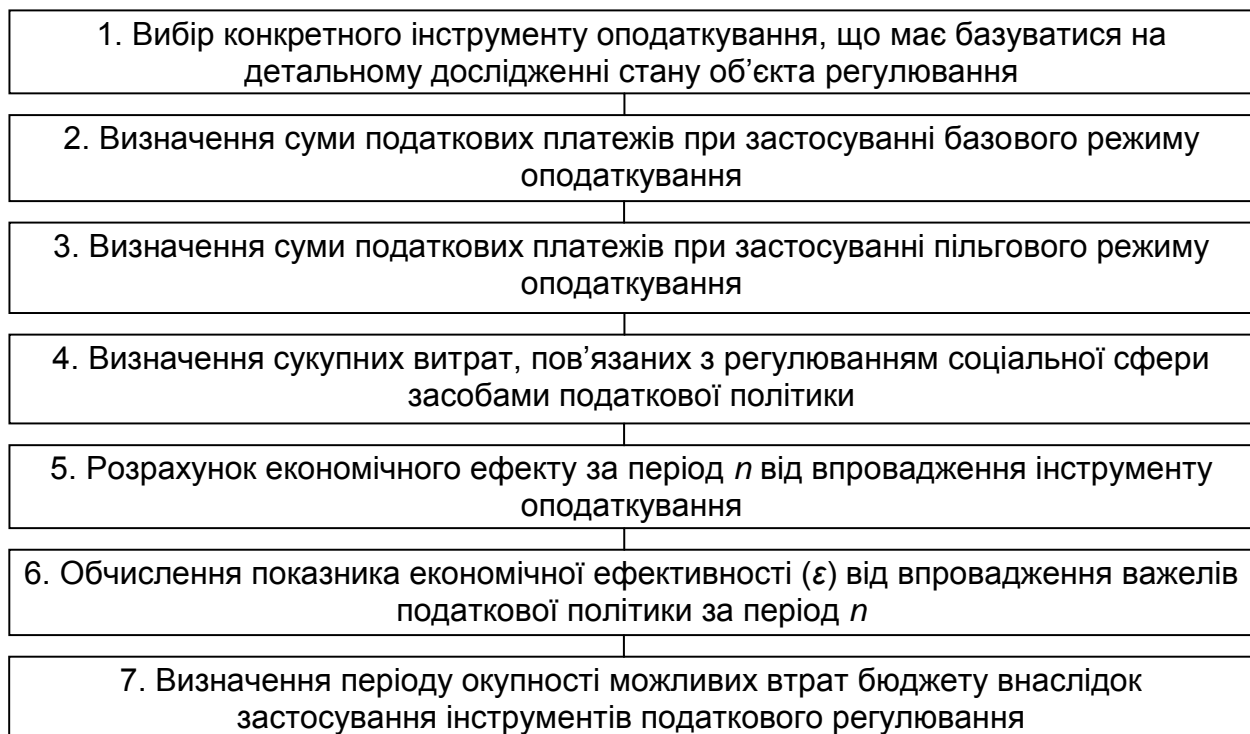 1. Вибір конкретного інструменту оподаткування, що має базуватися на
детальному дослідженні стану об’єкта регулювання
2. Визначення суми податкових платежів при застосуванні базового режиму
оподаткування
3. Визначення суми податкових платежів при застосуванні пільгового режиму
оподаткування
4. Визначення сукупних витрат, пов’язаних з регулюванням соціальної сфери
засобами податкової політики
5. Розрахунок економічного ефекту за період n від впровадження інструменту
оподаткування
6. Обчислення показника економічної ефективності (ε) від впровадження важелів
податкової політики за період n
7. Визначення періоду окупності можливих втрат бюджету внаслідок
застосування інструментів податкового регулювання